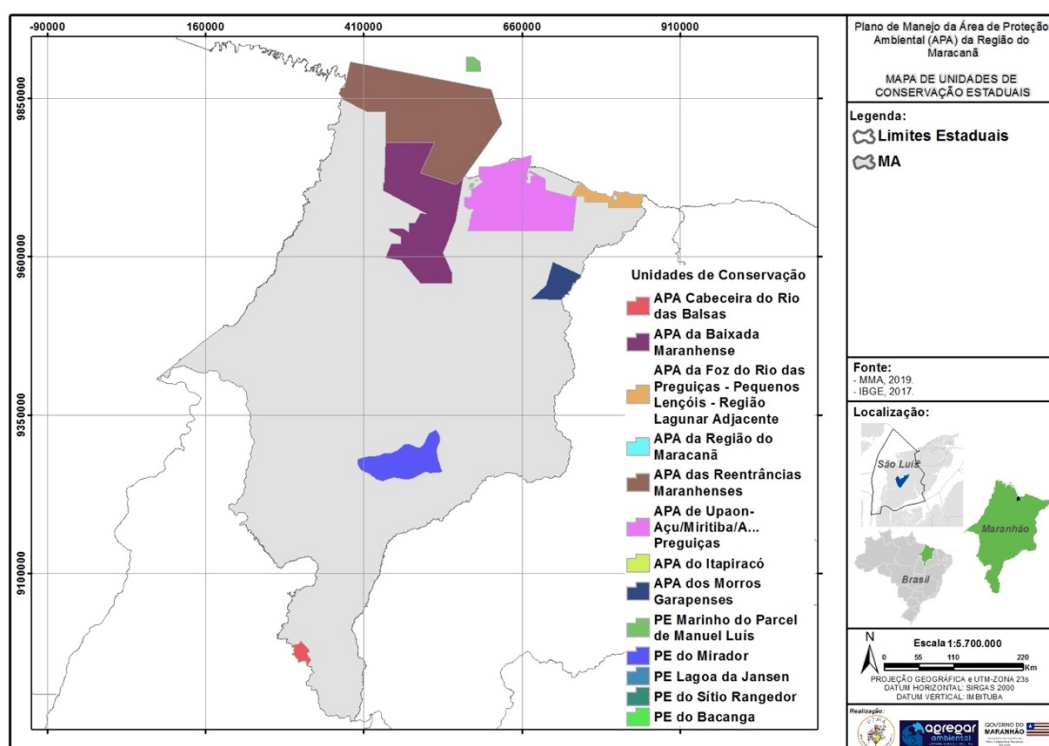 -90000 160000 410000 660000 910000
9850000
9600000
9350000
9100000
Unidades de Conservação
APA Cabeceira do Rio
das Balsas
APA da Baixada
Maranhense
APA da Foz do Rio das
Preguiças - Pequenos
Lençóis - Região
Lagunar Adjacente
APA da Região do
Maracanã
APA das Reentrâncias
Maranhenses
APA de Upaon-
Açu/Miritiba/A...
Preguiças
APA do Itapiracó
APA dos Morros
Garapenses
PE Marinho do Parcel
de Manuel Luís
PE do Mirador
PE Lagoa da Jansen
PE do Sítio Rangedor
PE do Bacanga
Plano de Manejo da Área de Proteção
Ambiental (APA) da Região do
Maracanã
MAPA DE UNIDADES DE
CONSERVAÇÃO ESTADUAIS
Legenda:
Limites Estaduais
MA
Fonte:
- MMA, 2019.
- IBGE, 2017.
Localização:
São Luís
Maranhão
Brasil
N
Escala 1:5.700.000
0 55 110 220
Km
PROJEÇÃO GEOGRÁFICA e UTM-ZONA 23s
DATUM HORIZONTAL: SIRGAS 2000
DATUM VERTICAL: IMBITUBA
Realização:
agregar
ambiental
GOVERNO DO
MARANHÃO